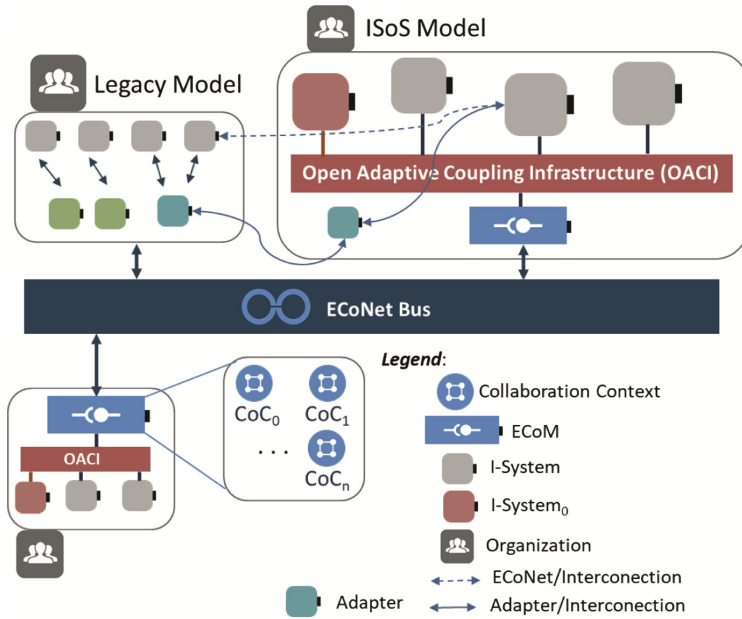 ISoS Model
Legacy Model
Open Adaptive Coupling Infrastructure (OACI)
ECoNet Bus
OACI
CoC₀
CoC₁
. . .
CoCₙ
Legend:
Collaboration Context
ECoM
I-System
I-System₀
Organization
ECoNet/Interconection
Adapter
Adapter/Interconection